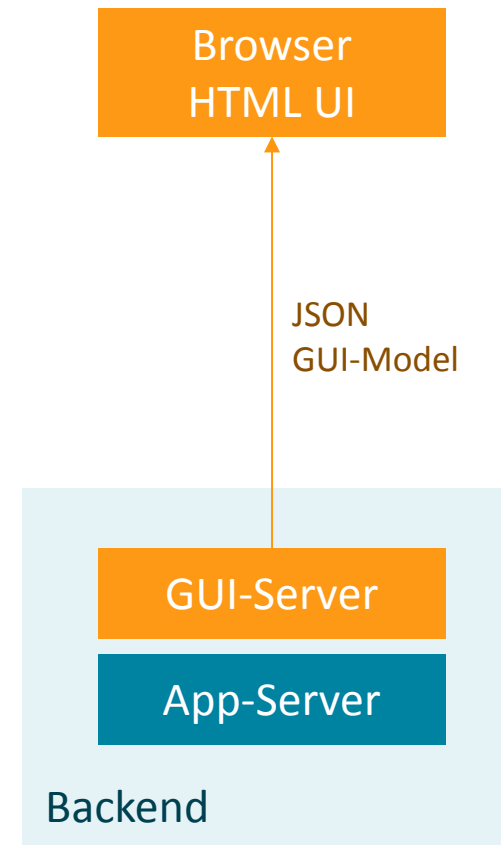 Browser
HTML UI
JSON
GUI-Model
GUI-Server
App-Server
Backend